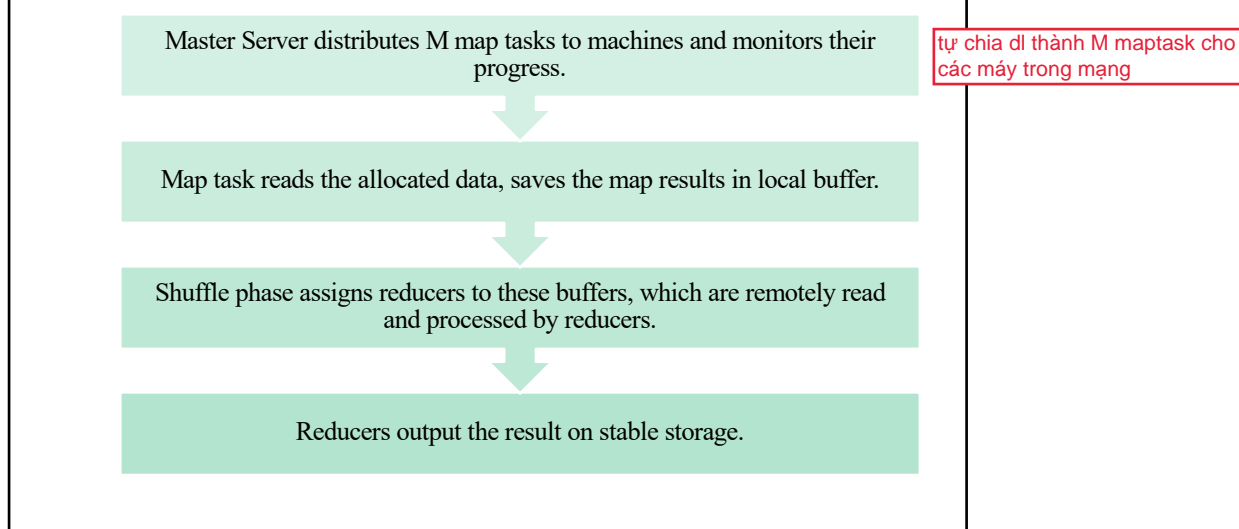 Master Server distributes M map tasks to machines and monitors their
progress.
tự chia dl thành M maptask cho
các máy trong mạng
Map task reads the allocated data, saves the map results in local buffer.
Shuffle phase assigns reducers to these buffers, which are remotely read
and processed by reducers.
Reducers output the result on stable storage.